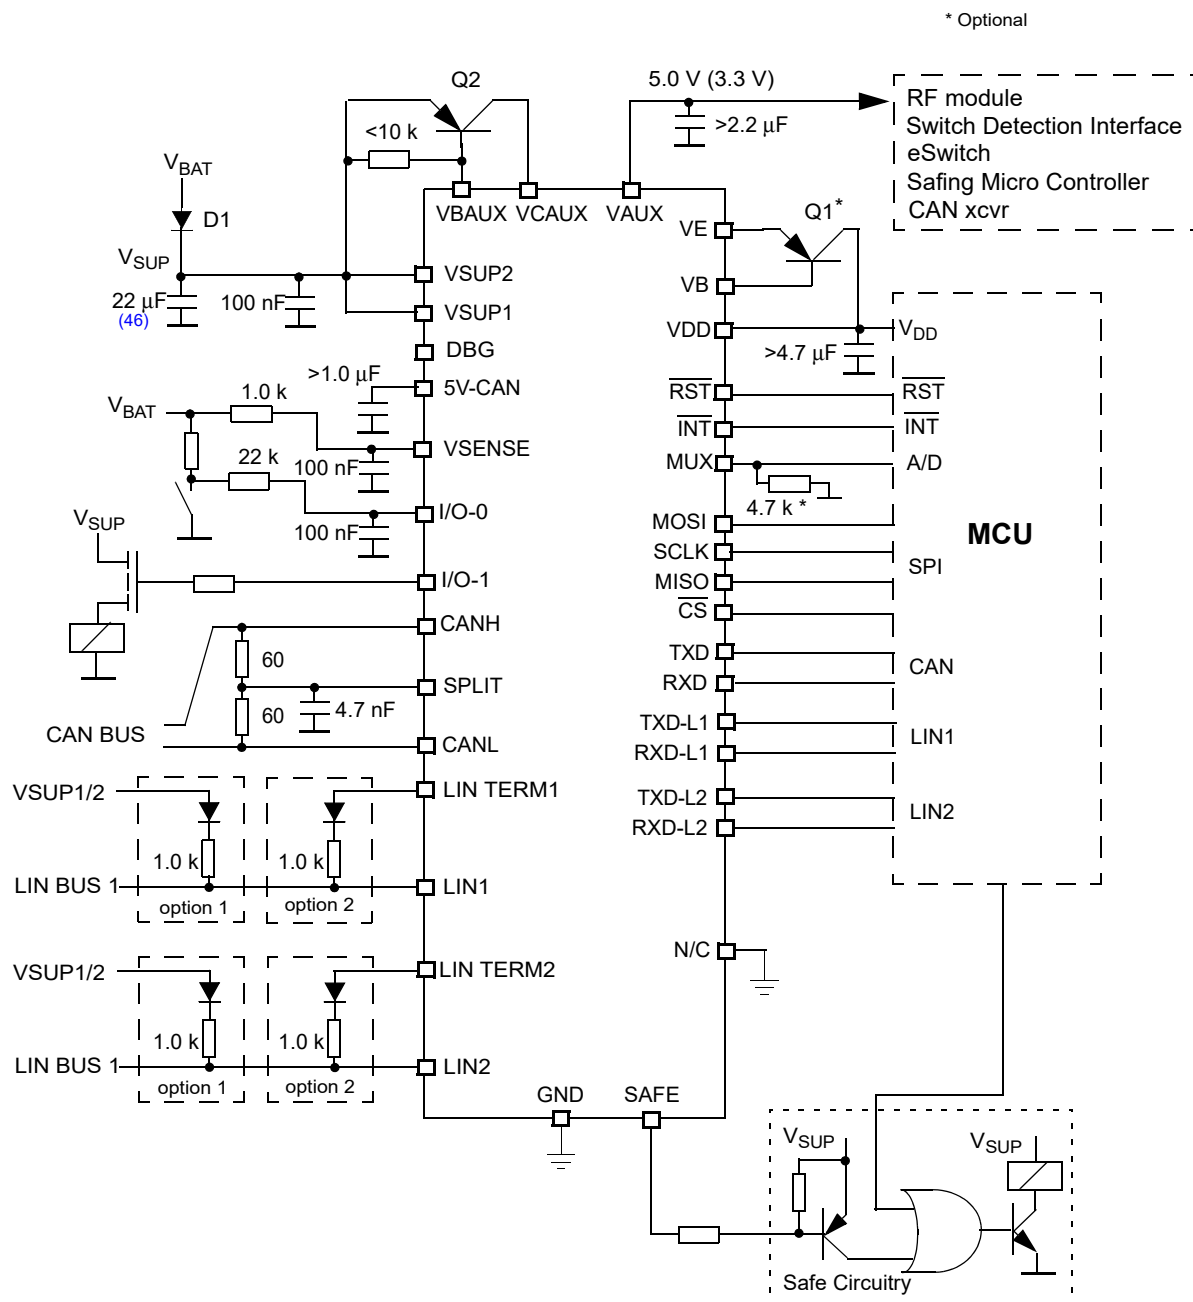 * Optional
Q2
5.0 V (3.3 V)
RF module
Switch Detection Interface
eSwitch
Safing Micro Controller
CAN xcvr
<10 k
>2.2 μF
VBAT
D1
VSUP
22 μF
(46)
100 nF
VBAUX
VCAUX
VAUX
VE
Q1*
VB
VSUP2
VSUP1
VDD
VDD
>4.7 μF
DBG
>1.0 μF
5V-CAN
RST
RST
VBAT
1.0 k
INT
INT
VSENSE
100 nF
22 k
MUX
A/D
4.7 k *
I/O-0
100 nF
VSUP
MOSI
SCLK
MISO
CS
SPI
MCU
I/O-1
CANH
60
SPLIT
60
4.7 nF
CAN BUS
CANL
TXD
RXD
CAN
TXD-L1
RXD-L1
LIN1
TXD-L2
RXD-L2
LIN2
VSUP1/2
LIN TERM1
1.0 k
1.0 k
LIN BUS 1
LIN1
option 1
option 2
N/C
VSUP1/2
LIN TERM2
1.0 k
1.0 k
LIN BUS 1
LIN2
option 1
option 2
GND
SAFE
VSUP
VSUP
Safe Circuitry